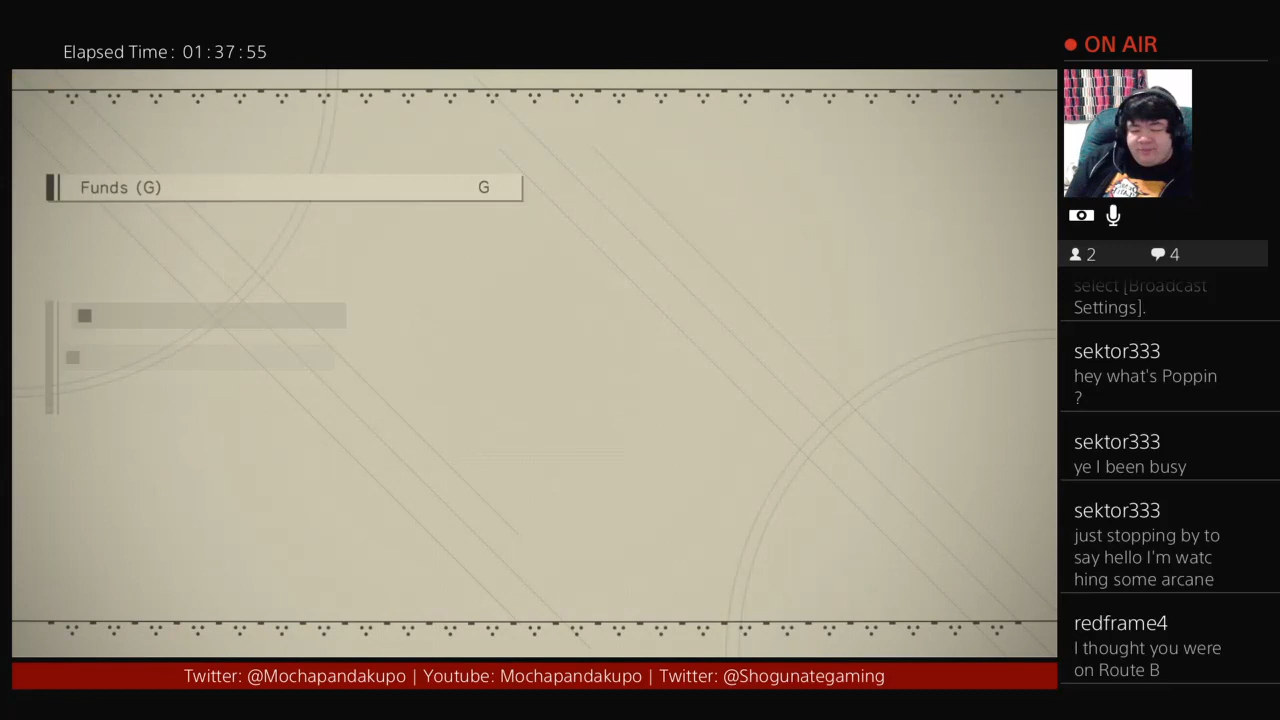 Elapsed Time: 01:37:55
ON AIR
Funds (G) G
2 4
select [Broadcast
Settings].
sektor333
hey what's Poppin
?
sektor333
ye I been busy
sektor333
just stopping by to
say hello I'm watc
hing some arcane
redframe4
I thought you were
on Route B
Twitter: @Mochapandakupo | Youtube: Mochapandakupo | Twitter: @Shogunategaming